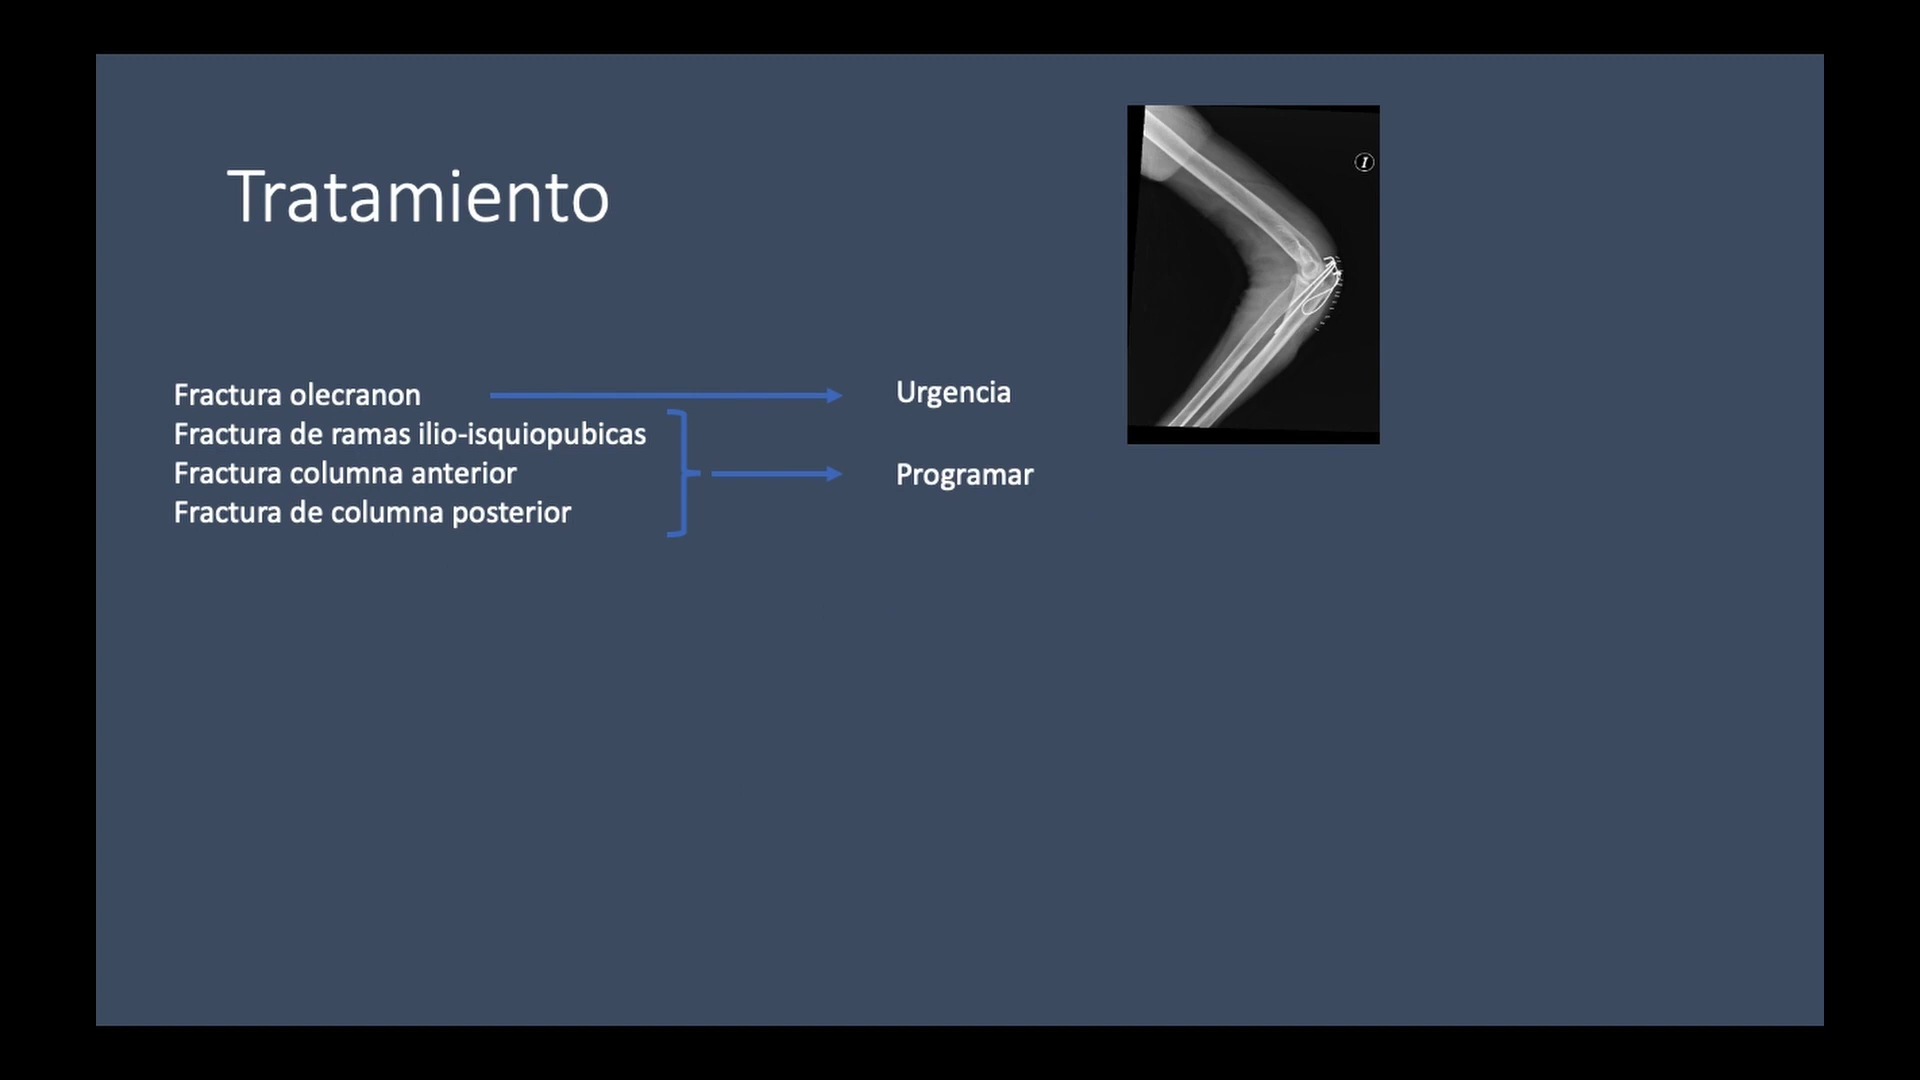 Tratamiento
I
Fractura olecranon
Urgencia
Fractura de ramas ilio-isquiopubicas
Fractura columna anterior
Programar
Fractura de columna posterior